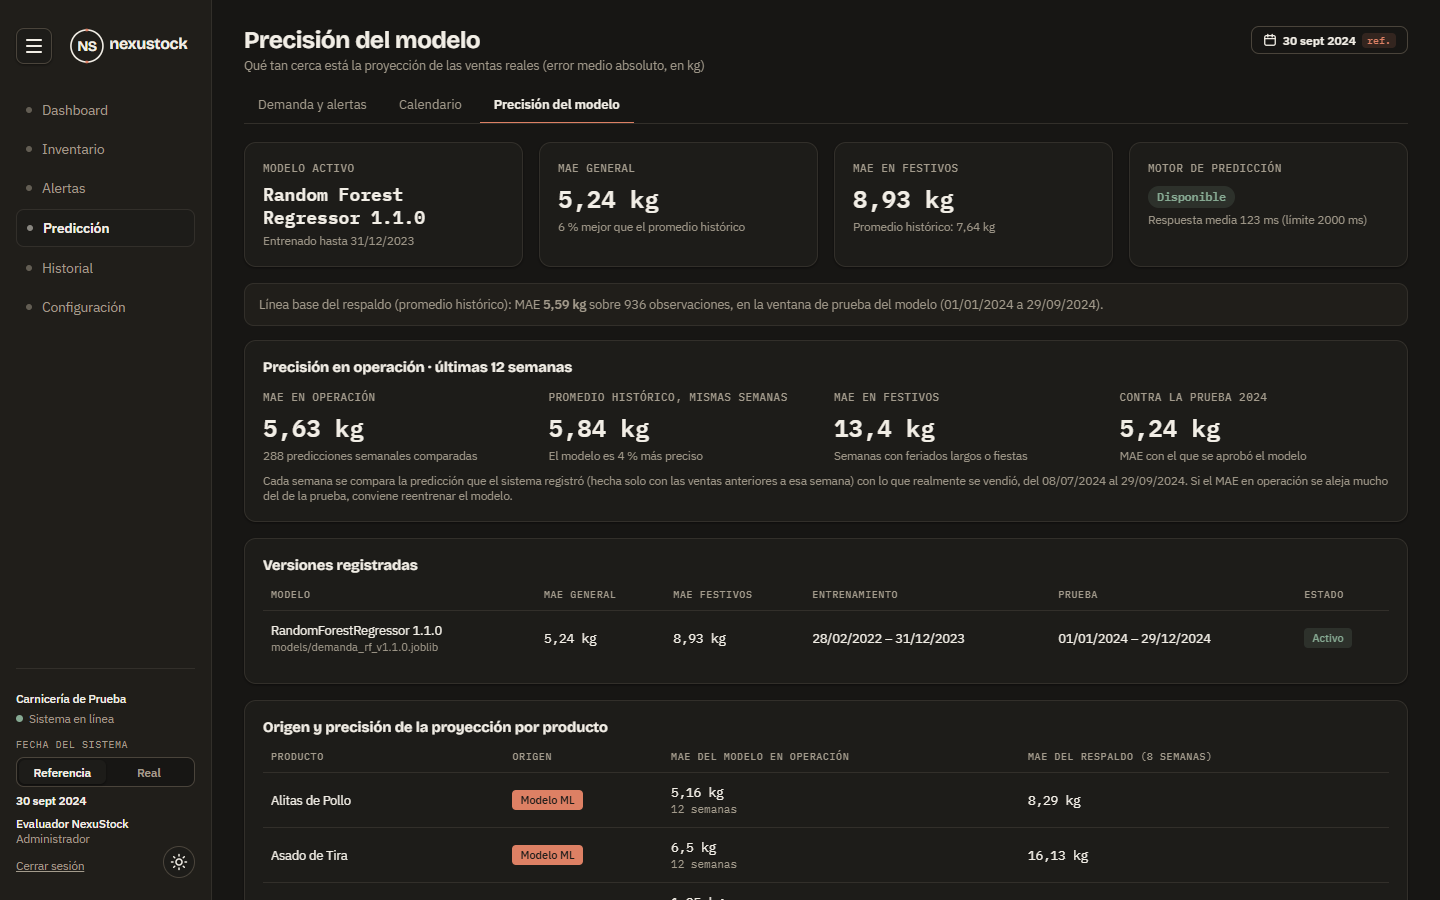 NS nexustock
Dashboard
Inventario
Alertas
Predicción
Historial
Configuración
Carnicería de Prueba
Sistema en línea
FECHA DEL SISTEMA
Referencia Real
30 sept 2024
Evaluador NexuStock
Administrador
Cerrar sesión
Precisión del modelo
Qué tan cerca está la proyección de las ventas reales (error medio absoluto, en kg)
30 sept 2024 ref.
Demanda y alertas Calendario Precisión del modelo
MODELO ACTIVO
Random Forest
Regressor 1.1.0
Entrenado hasta 31/12/2023
MAE GENERAL
5,24 kg
6 % mejor que el promedio histórico
MAE EN FESTIVOS
8,93 kg
Promedio histórico: 7,64 kg
MOTOR DE PREDICCIÓN
Disponible
Respuesta media 123 ms (límite 2000 ms)
Línea base del respaldo (promedio histórico): MAE 5,59 kg sobre 936 observaciones, en la ventana de prueba del modelo (01/01/2024 a 29/09/2024).
Precisión en operación · últimas 12 semanas
MAE EN OPERACIÓN
5,63 kg
288 predicciones semanales comparadas
PROMEDIO HISTÓRICO, MISMAS SEMANAS
5,84 kg
El modelo es 4 % más preciso
MAE EN FESTIVOS
13,4 kg
Semanas con feriados largos o fiestas
CONTRA LA PRUEBA 2024
5,24 kg
MAE con el que se aprobó el modelo
Cada semana se compara la predicción que el sistema registró (hecha solo con las ventas anteriores a esa semana) con lo que realmente se vendió, del 08/07/2024 al 29/09/2024. Si el MAE en operación se aleja mucho
del de la prueba, conviene reentrenar el modelo.
Versiones registradas
MODELO MAE GENERAL MAE FESTIVOS ENTRENAMIENTO PRUEBA ESTADO
RandomForestRegressor 1.1.0
models/demanda_rf_v1.1.0.joblib
5,24 kg 8,93 kg 28/02/2022 – 31/12/2023 01/01/2024 – 29/12/2024 Activo
Origen y precisión de la proyección por producto
PRODUCTO ORIGEN MAE DEL MODELO EN OPERACIÓN MAE DEL RESPALDO (8 SEMANAS)
Alitas de Pollo Modelo ML 5,16 kg 8,29 kg
12 semanas
Asado de Tira Modelo ML 6,5 kg 16,13 kg
12 semanas